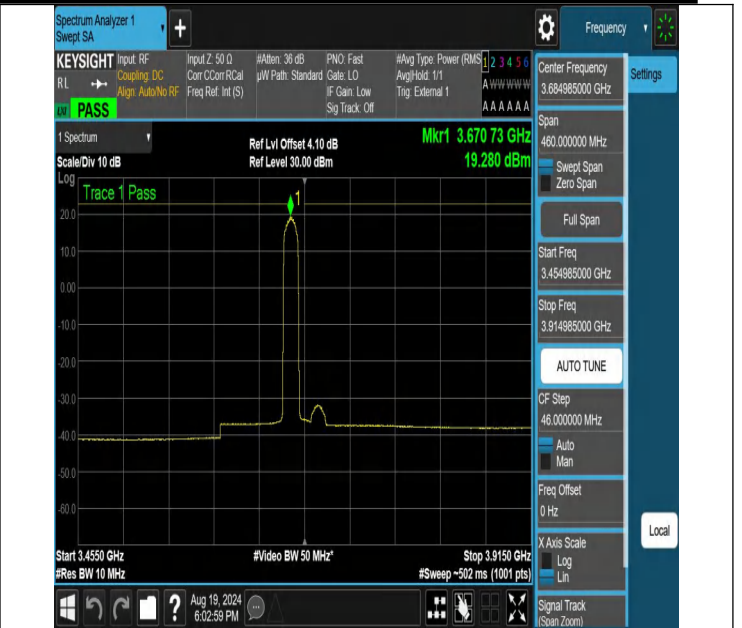 Spectrum Analyzer 1
Swept SA
+
Frequency
KEYSIGHT
RL
PASS
Input: RF
Coupling: DC
Align: Auto/No RF
Input Z: 50 Ω
Corr CCorr RCal
Freq Ref: Int (S)
#Atten: 36 dB
µW Path: Standard
PNO: Fast
Gate: LO
IF Gain: Low
Sig Track: Off
#Avg Type: Power (RMS
Avg|Hold: 1/1
Trig: External 1
1 2 3 4 5 6
A W W W W W
A A A A A A
1 Spectrum
Scale/Div 10 dB
Ref Lvl Offset 4.10 dB
Ref Level 30.00 dBm
Mkr1 3.670 73 GHz
19.280 dBm
Log
Trace 1 Pass
1
20.0
10.0
0.00
-10.0
-20.0
-30.0
-40.0
-50.0
-60.0
Start 3.4550 GHz
#Res BW 10 MHz
#Video BW 50 MHz*
Stop 3.9150 GHz
#Sweep ~502 ms (1001 pts)
Center Frequency
3.684985000 GHz
Settings
Span
460.000000 MHz
Swept Span
Zero Span
Full Span
Start Freq
3.454985000 GHz
Stop Freq
3.914985000 GHz
AUTO TUNE
CF Step
46.000000 MHz
Auto
Man
Freq Offset
0 Hz
X Axis Scale
Log
Lin
Local
Signal Track
(Span Zoom)
?
Aug 19, 2024
6:02:59 PM